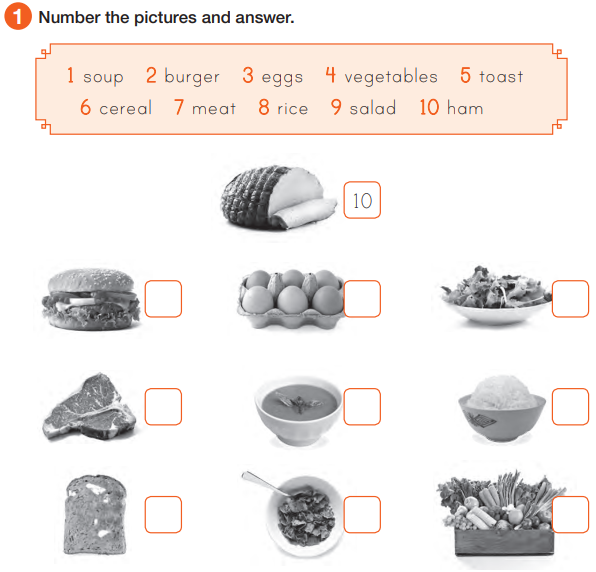 1 Number the pictures and answer.
1 soup 2 burger 3 eggs 4 vegetables 5 toast
6 cereal 7 meat 8 rice 9 salad 10 ham
10